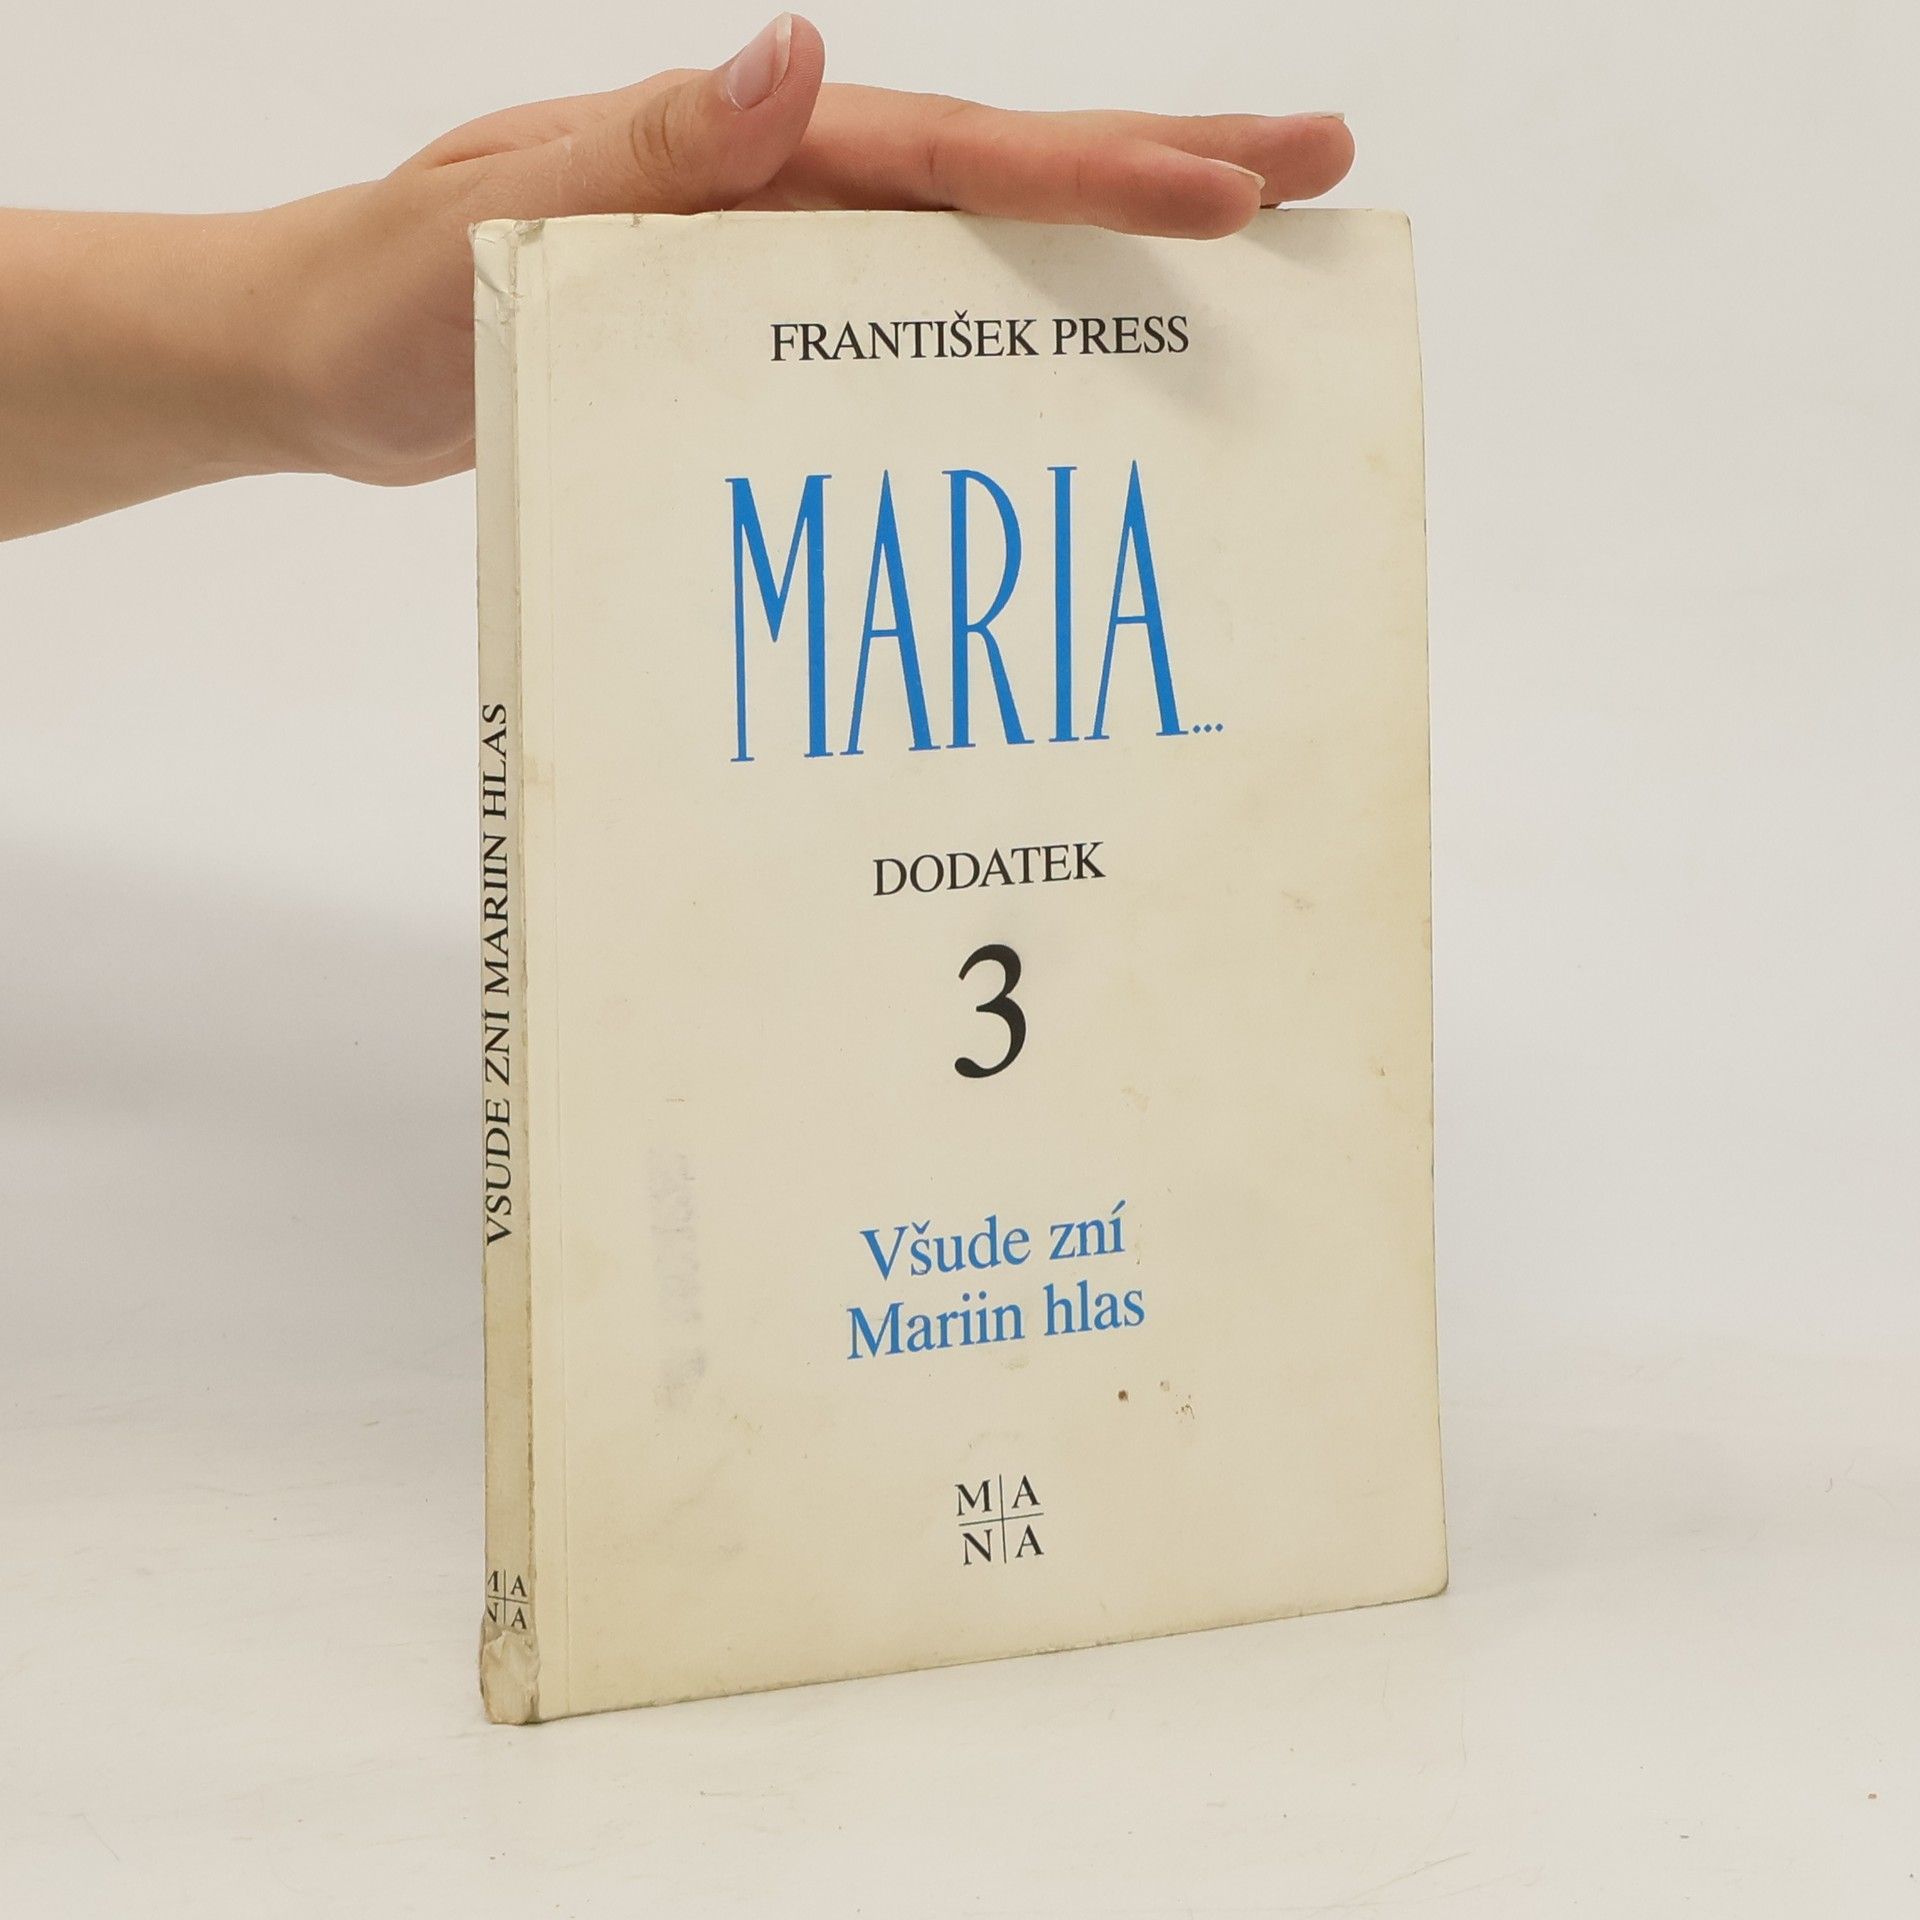 FRANTIŠEK PRESS
MARIA...
DODATEK
3
Všude zní
Mariin hlas
M A
N A
VŠUDE ZNÍ MARIIN HLAS
M A
N A